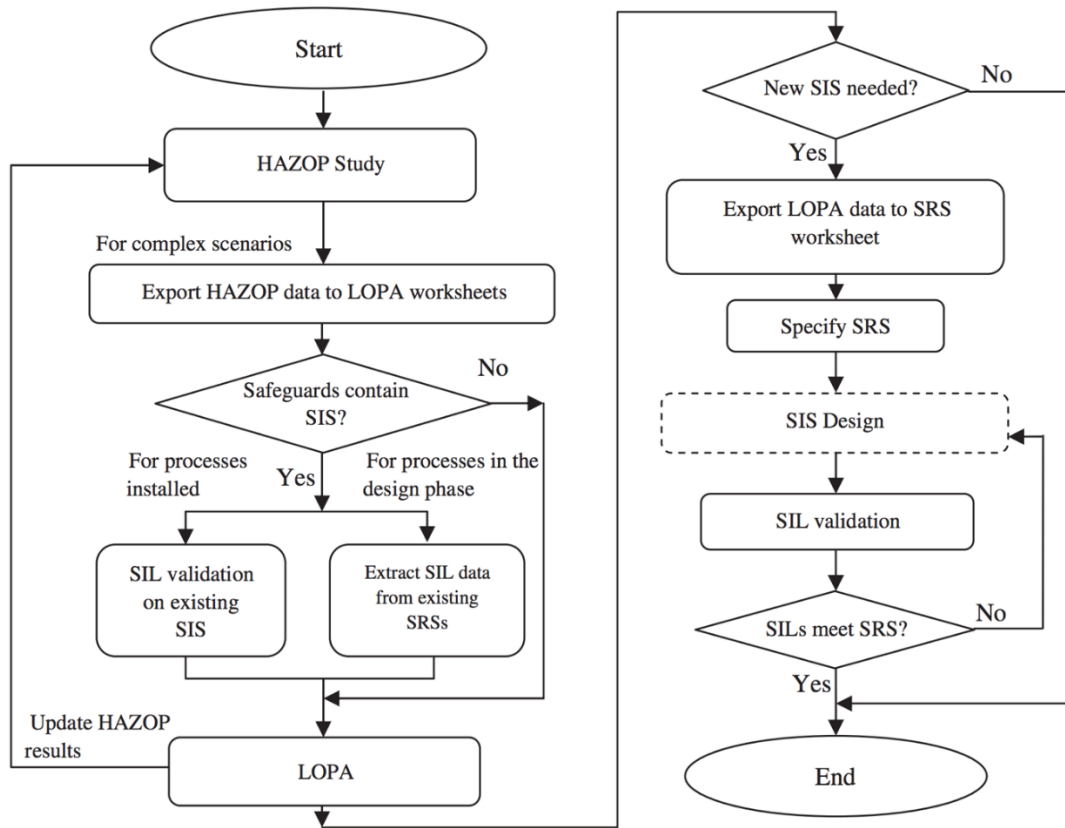 Start
HAZOP Study
For complex scenarios
Export HAZOP data to LOPA worksheets
Safeguards contain
SIS?
No
For processes
installed
Yes
For processes in the
design phase
SIL validation
on existing
SIS
Extract SIL data
from existing
SRSs
Update HAZOP
results
LOPA
New SIS needed?
No
Yes
Export LOPA data to SRS
worksheet
Specify SRS
SIS Design
SIL validation
SILs meet SRS?
No
Yes
End